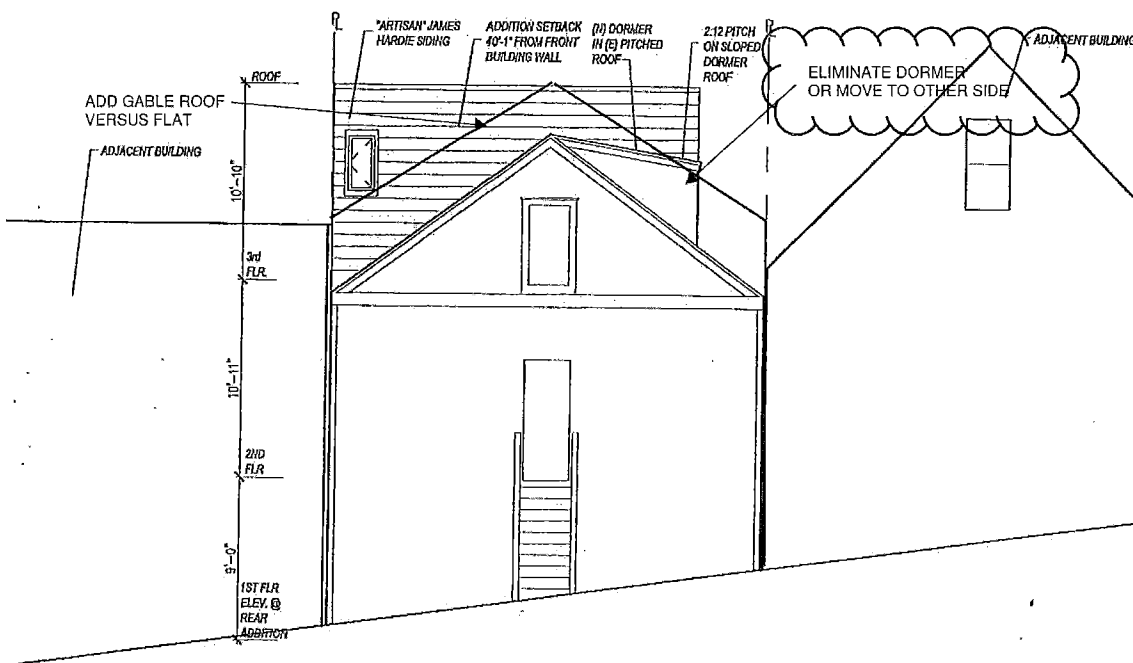 "ARTISAN" JAMES
HARDIE SIDING
ADDITION SETBACK
40'-1" FROM FRONT
BUILDING WALL
(N) DORMER
IN (E) PITCHED
ROOF
2:12 PITCH
ON SLOPED
DORMER
ROOF
ADJACENT BUILDING
ELIMINATE DORMER
OR MOVE TO OTHER SIDE
ROOF
ADD GABLE ROOF
VERSUS FLAT
ADJACENT BUILDING
10'-10"
3rd
FLR.
10'-11"
2ND
FLR
9'-0"
1ST FLR
ELEV. @
REAR
ADDITION